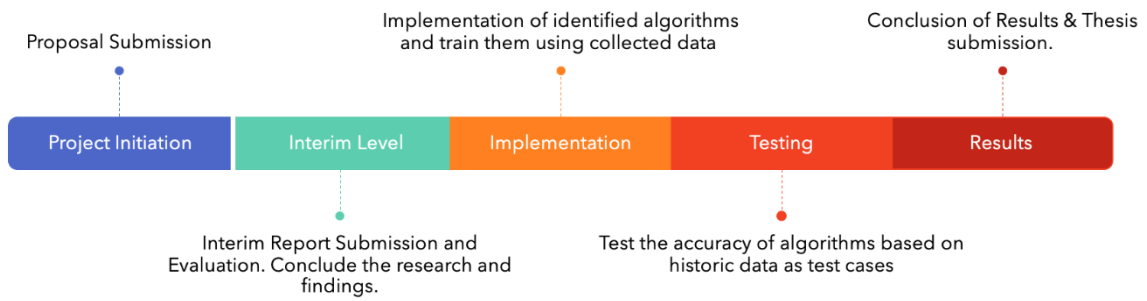 Proposal Submission
Implementation of identified algorithms
and train them using collected data
Conclusion of Results & Thesis
submission.
Project Initiation
Interim Level
Implementation
Testing
Results
Interim Report Submission and
Evaluation. Conclude the research and
findings.
Test the accuracy of algorithms based on
historic data as test cases